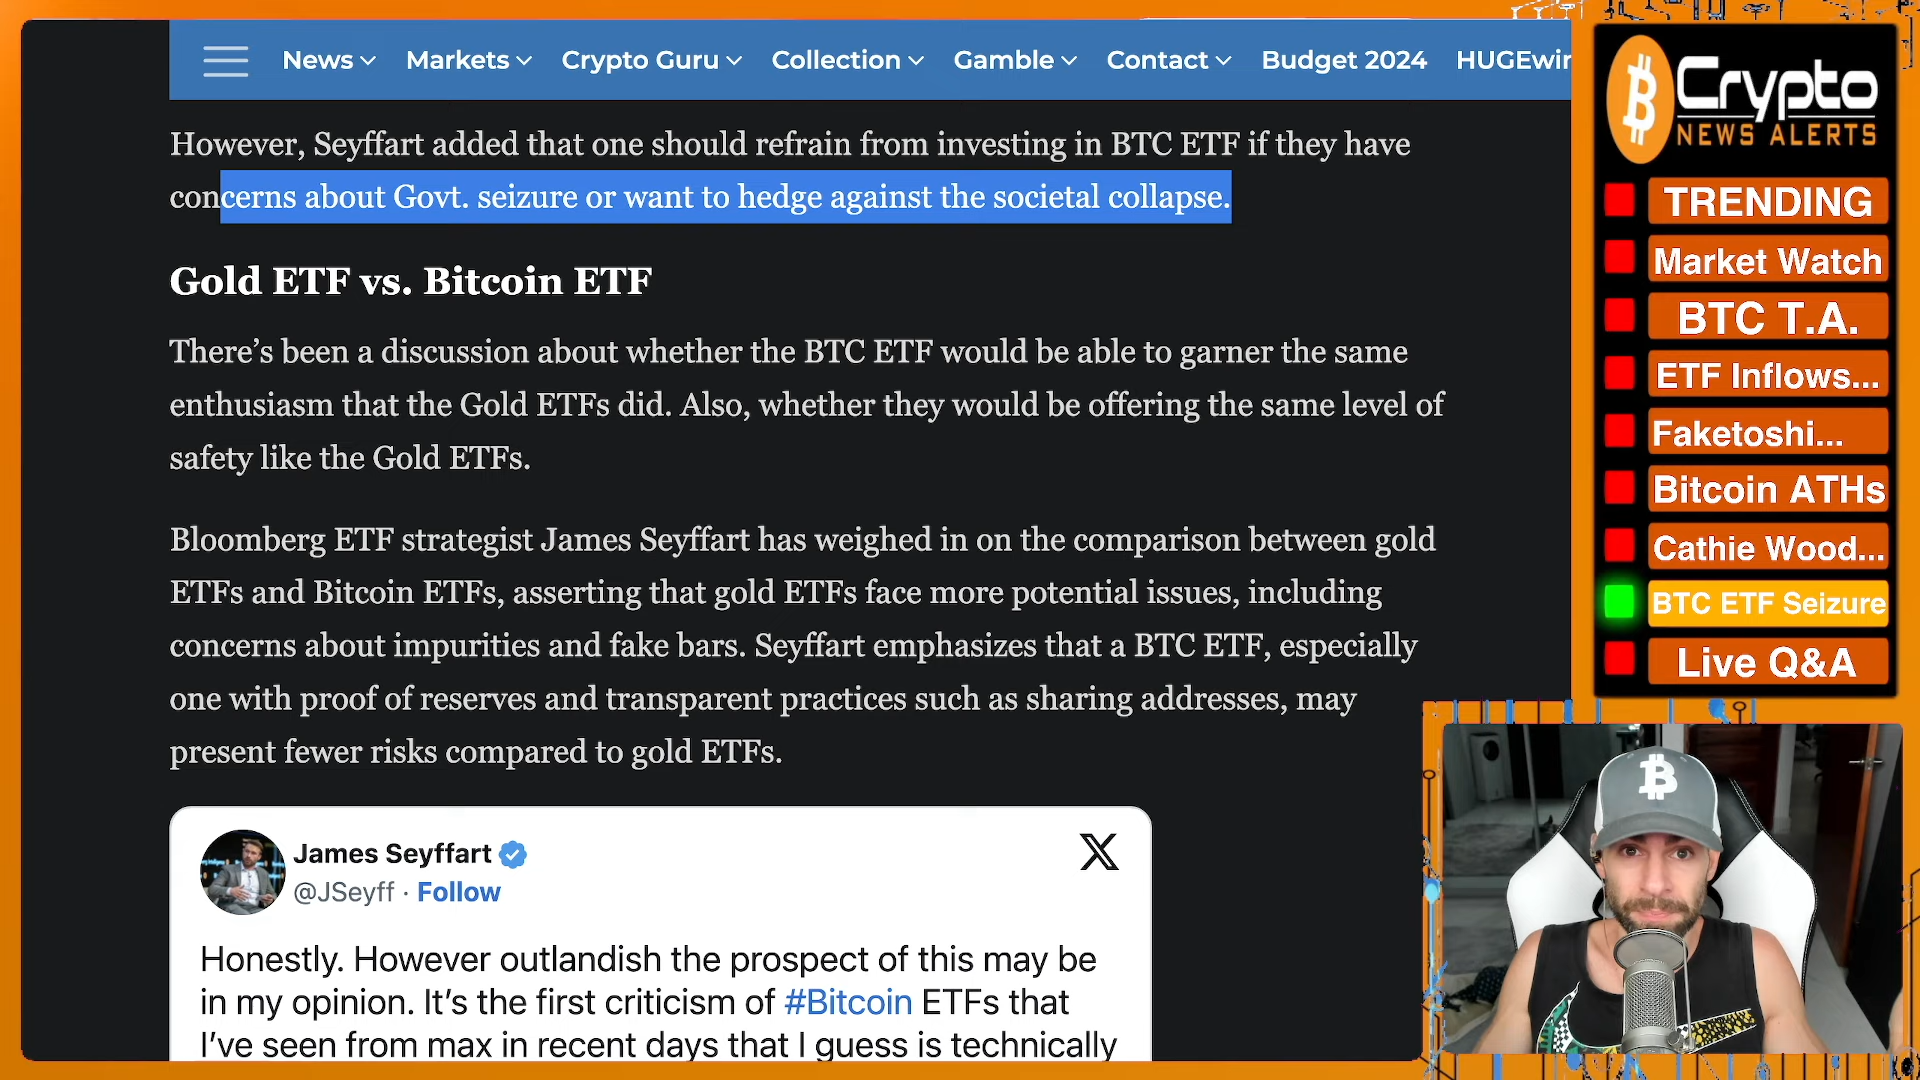 News Markets Crypto Guru Collection Gamble Contact Budget 2024 HUGEwin
However, Seyffart added that one should refrain from investing in BTC ETF if they have
concerns about Govt. seizure or want to hedge against the societal collapse.
Gold ETF vs. Bitcoin ETF
There’s been a discussion about whether the BTC ETF would be able to garner the same
enthusiasm that the Gold ETFs did. Also, whether they would be offering the same level of
safety like the Gold ETFs.
Bloomberg ETF strategist James Seyffart has weighed in on the comparison between gold
ETFs and Bitcoin ETFs, asserting that gold ETFs face more potential issues, including
concerns about impurities and fake bars. Seyffart emphasizes that a BTC ETF, especially
one with proof of reserves and transparent practices such as sharing addresses, may
present fewer risks compared to gold ETFs.
James Seyffart
@JSeyff · Follow
Honestly. However outlandish the prospect of this may be
in my opinion. It’s the first criticism of #Bitcoin ETFs that
I’ve seen from max in recent days that I guess is technically
Crypto
NEWS ALERTS
TRENDING
Market Watch
BTC T.A.
ETF Inflows...
Faketoshi...
Bitcoin ATHs
Cathie Wood...
BTC ETF Seizure
Live Q&A